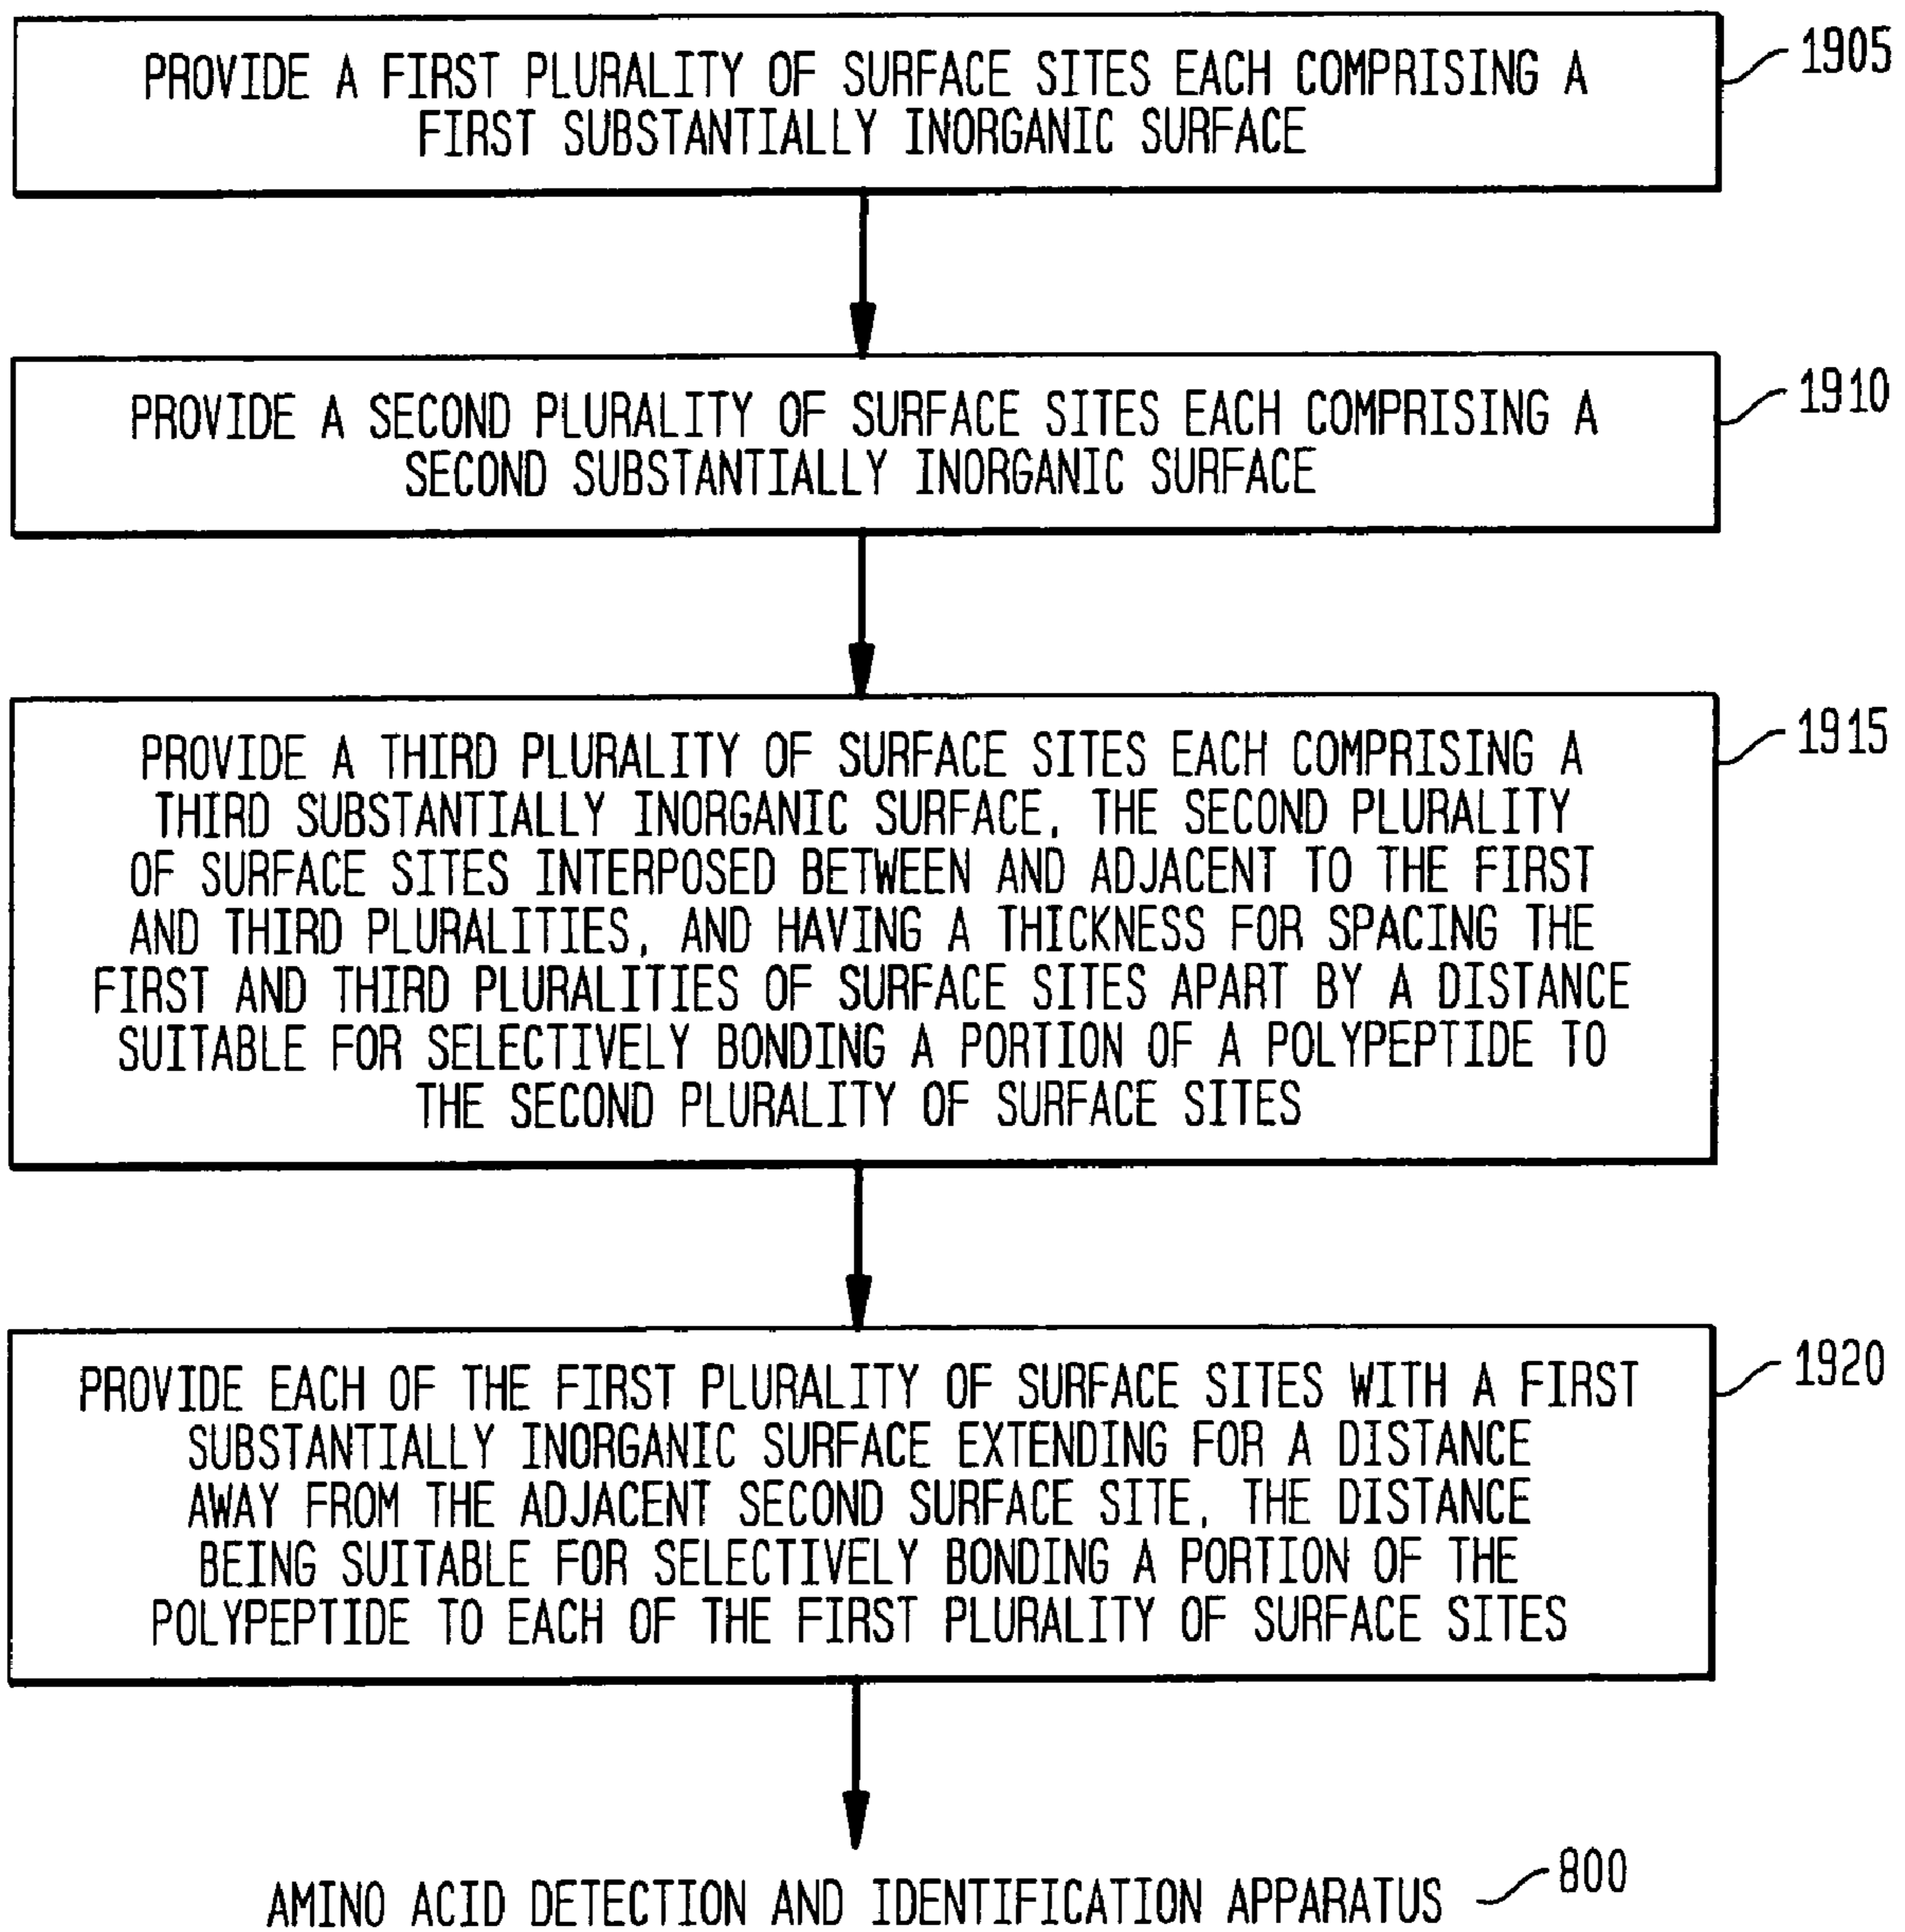 PROVIDE A FIRST PLURALITY OF SURFACE SITES EACH COMPRISING A
FIRST SUBSTANTIALLY INORGANIC SURFACE
1905
PROVIDE A SECOND PLURALITY OF SURFACE SITES EACH COMPRISING A
SECOND SUBSTANTIALLY INORGANIC SURFACE
1910
PROVIDE A THIRD PLURALITY OF SURFACE SITES EACH COMPRISING A
THIRD SUBSTANTIALLY INORGANIC SURFACE, THE SECOND PLURALITY
OF SURFACE SITES INTERPOSED BETWEEN AND ADJACENT TO THE FIRST
AND THIRD PLURALITIES, AND HAVING A THICKNESS FOR SPACING THE
FIRST AND THIRD PLURALITIES OF SURFACE SITES APART BY A DISTANCE
SUITABLE FOR SELECTIVELY BONDING A PORTION OF A POLYPEPTIDE TO
THE SECOND PLURALITY OF SURFACE SITES
1915
PROVIDE EACH OF THE FIRST PLURALITY OF SURFACE SITES WITH A FIRST
SUBSTANTIALLY INORGANIC SURFACE EXTENDING FOR A DISTANCE
AWAY FROM THE ADJACENT SECOND SURFACE SITE, THE DISTANCE
BEING SUITABLE FOR SELECTIVELY BONDING A PORTION OF THE
POLYPEPTIDE TO EACH OF THE FIRST PLURALITY OF SURFACE SITES
1920
AMINO ACID DETECTION AND IDENTIFICATION APPARATUS
800